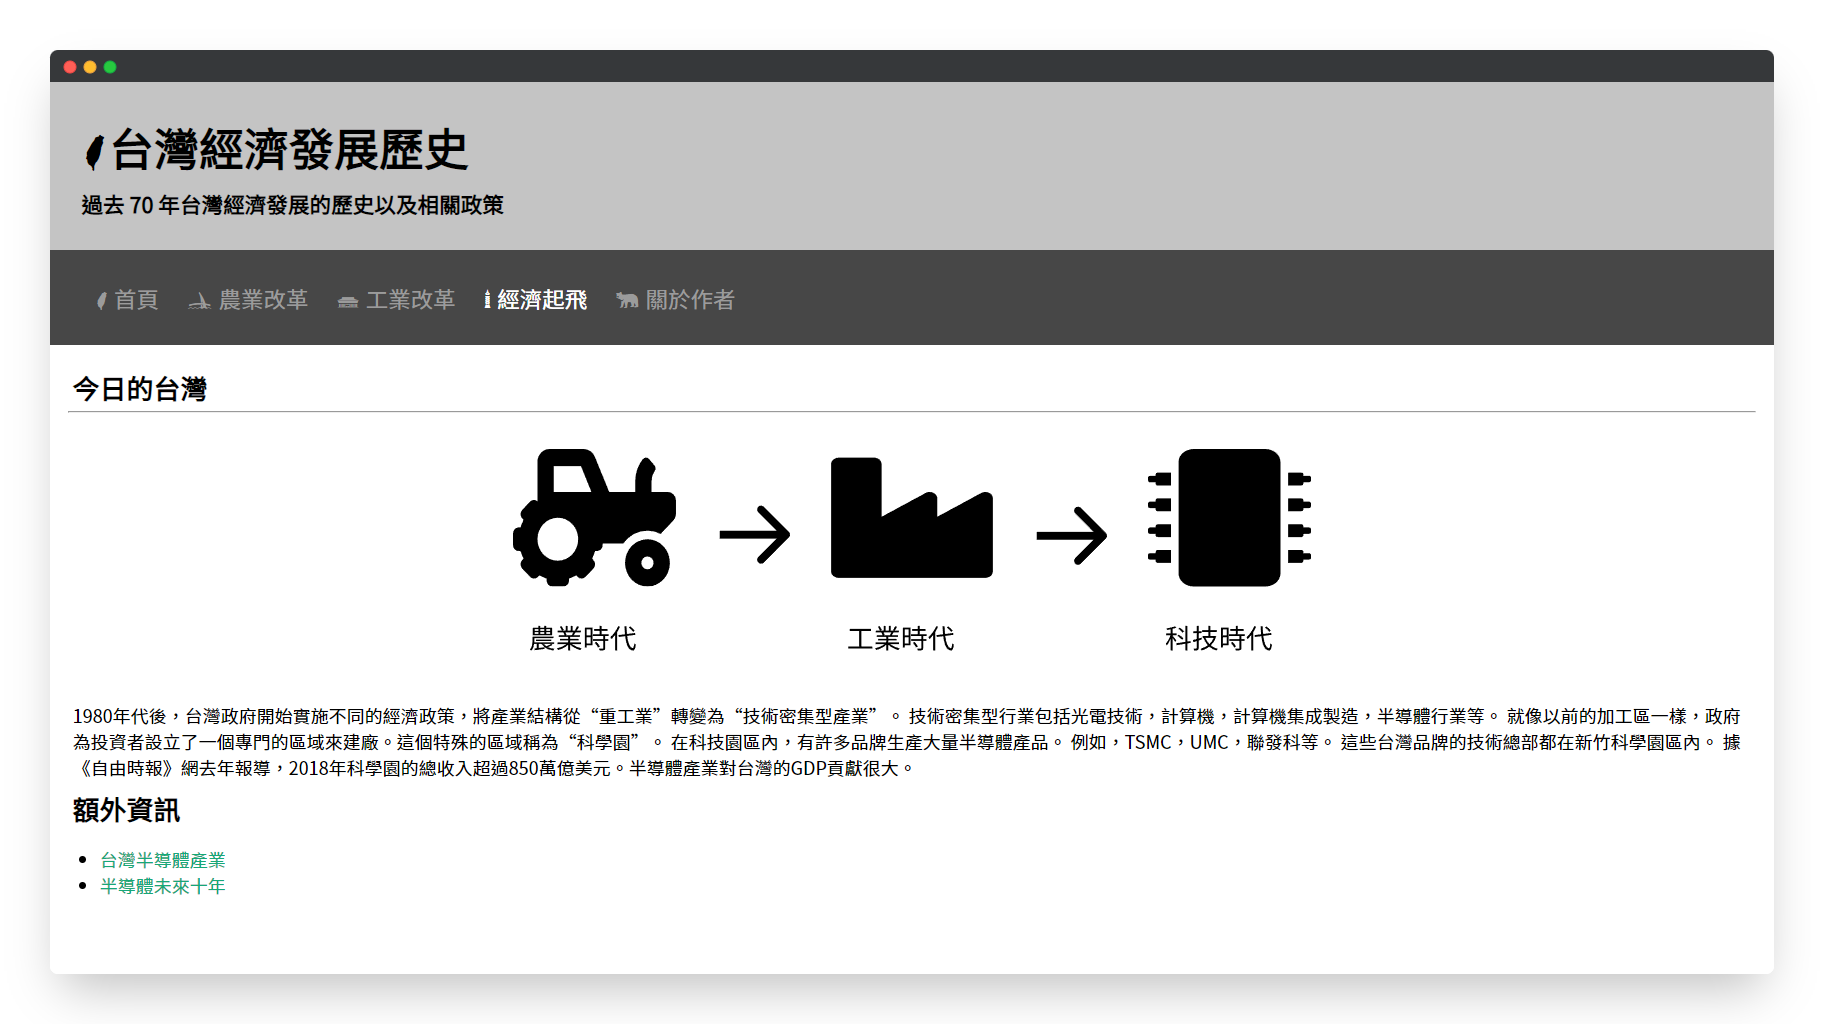 台灣經濟發展歷史
過去 70 年台灣經濟發展的歷史以及相關政策
首頁 農業改革 工業改革 經濟起飛 關於作者
今日的台灣
農業時代 工業時代 科技時代
1980年代後，台灣政府開始實施不同的經濟政策，將產業結構從“重工業”轉變為“技術密集型產業”。 技術密集型行業包括光電技術，計算機，計算機集成製造，半導體行業等。 就像以前的加工區一樣，政府
為投資者設立了一個專門的區域來建廠。這個特殊的區域稱為“科學園”。 在科技園區內，有許多品牌生產大量半導體產品。 例如，TSMC，UMC，聯發科等。 這些台灣品牌的技術總部都在新竹科學園區內。 據
《自由時報》網去年報導，2018年科學園的總收入超過850萬億美元。半導體產業對台灣的GDP貢獻很大。
額外資訊
台灣半導體產業
半導體未來十年